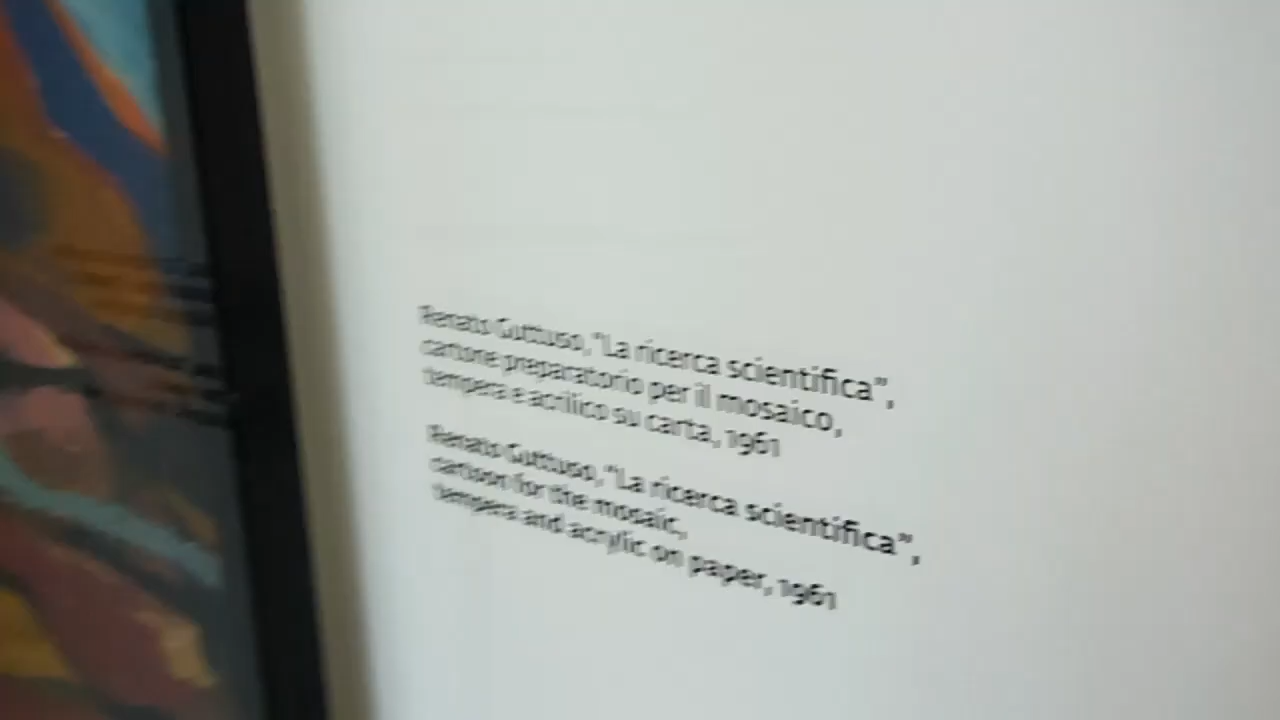 Renato Guttuso, "La ricerca scientifica",
cartone preparatorio per il mosaico,
tempera e acrilico su carta, 1961
Renato Guttuso, "La ricerca scientifica",
cartoon for the mosaic,
tempera and acrylic on paper, 1961